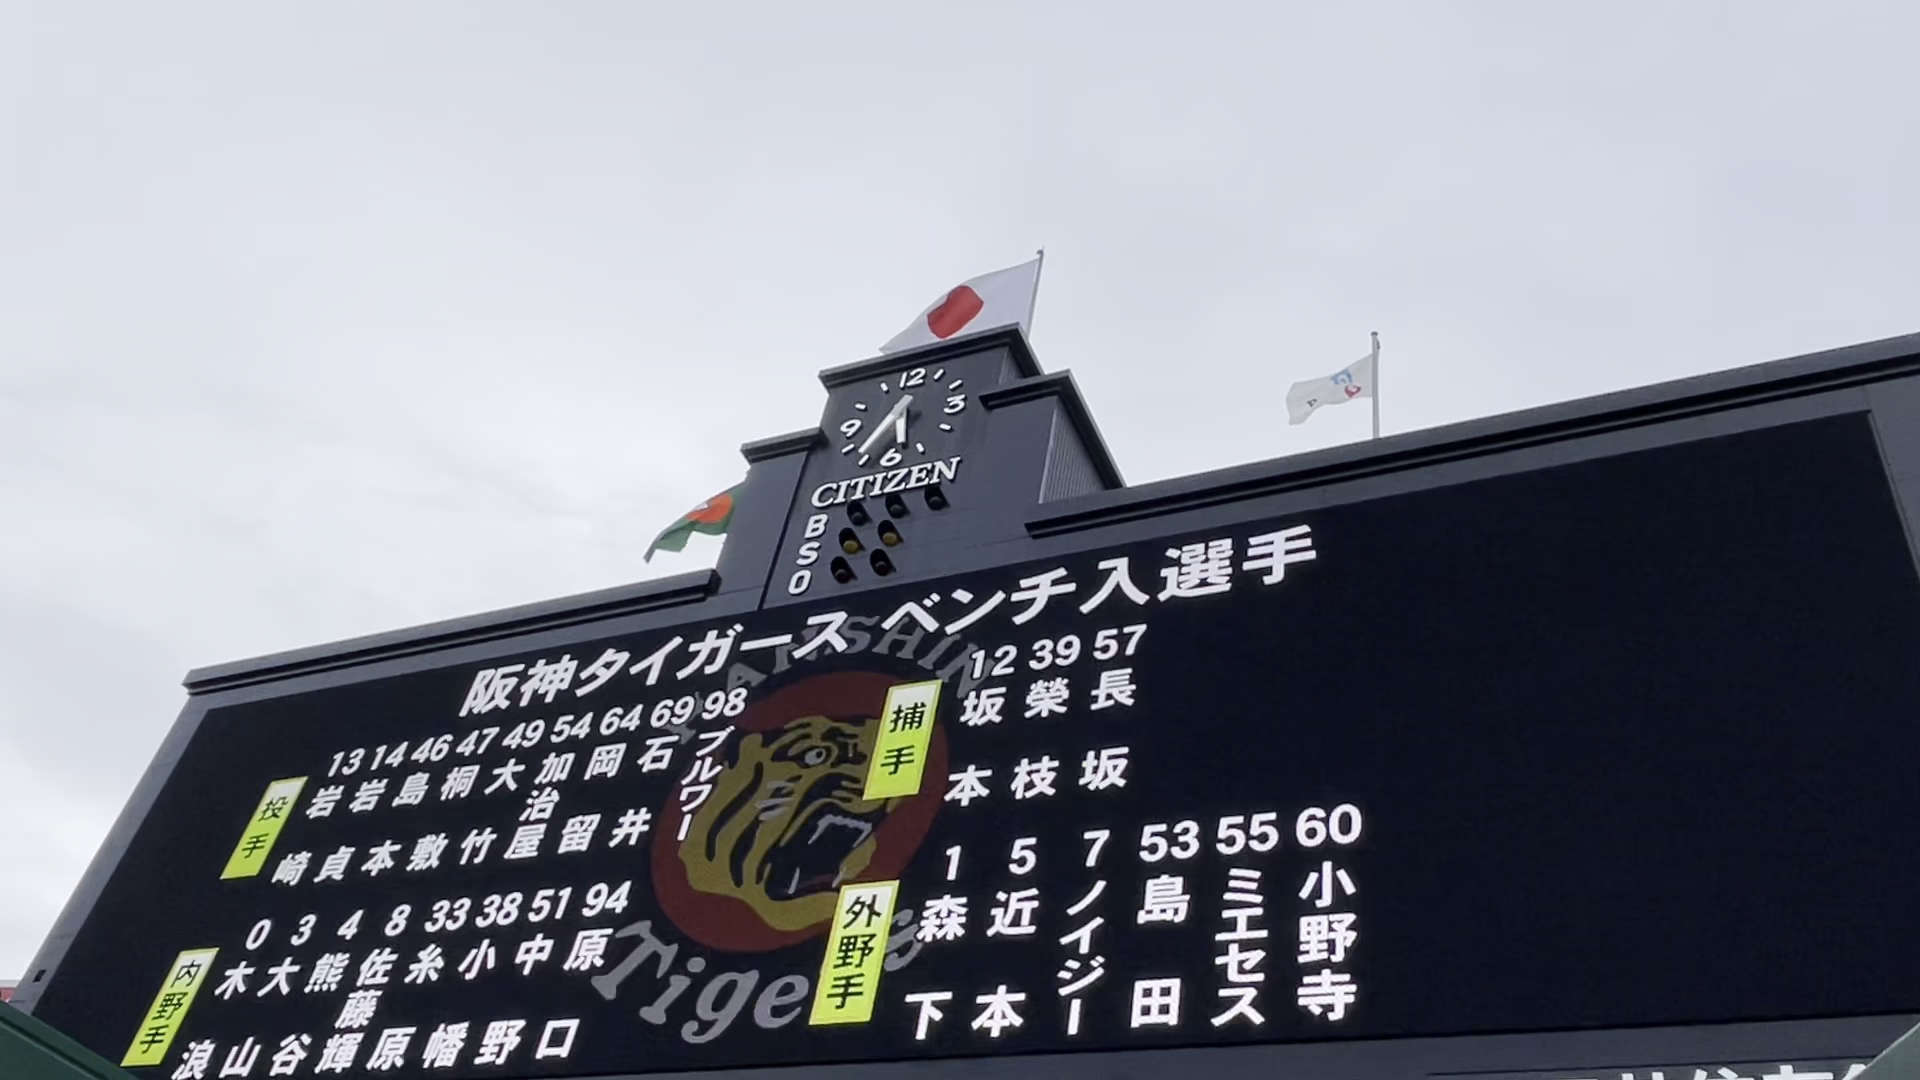 12
3
9
6
CITIZEN
B
S
O
阪神タイガース ベンチ入選手
HANSHIN
Tigers
投手
13 14 46 47 49 54 64 69 98
岩崎 岩貞 島本 桐敷 大竹 加治屋 岡留 石井 ブルワー
捕手
12 39 57
坂本 榮枝 長坂
内野手
0 3 4 8 33 38 51 94
木浪 大山 熊谷 佐藤輝 糸原 小幡 中野 原口
外野手
1 5 7 53 55 60
森下 近本 ノイジー 島田 ミエセス 小野寺